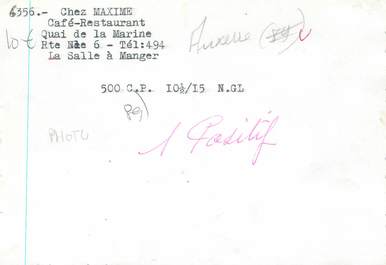 6356.- Chez MAXIME
Café-Restaurant
Quai de la Marine
Rte Nle 6 - Tél:494
La Salle à Manger
10 €
Auxerre (89)
500 C.P. 10½/15 N.GL
PHOTO
1 Positif